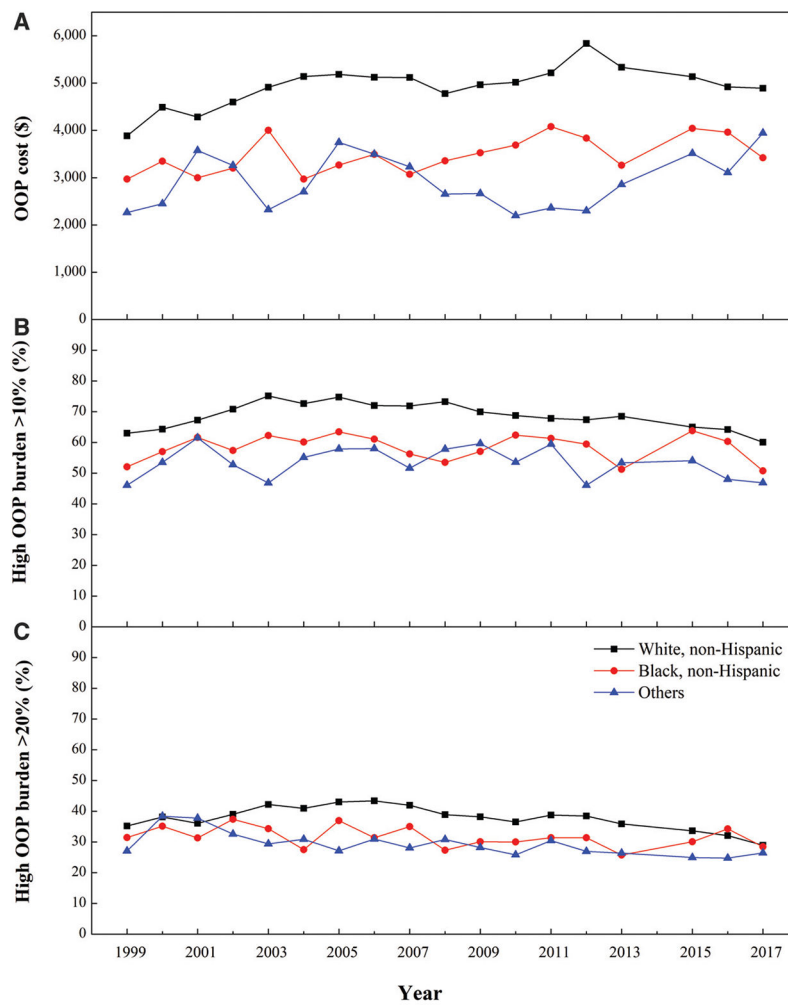 A
6,000
5,000
4,000
3,000
2,000
1,000
0
OOP cost ($)
B
90
80
70
60
50
40
30
20
10
0
High OOP burden >10% (%)
C
90
80
70
60
50
40
30
20
10
0
High OOP burden >20% (%)
White, non-Hispanic
Black, non-Hispanic
Others
1999 2001 2003 2005 2007 2009 2011 2013 2015 2017
Year